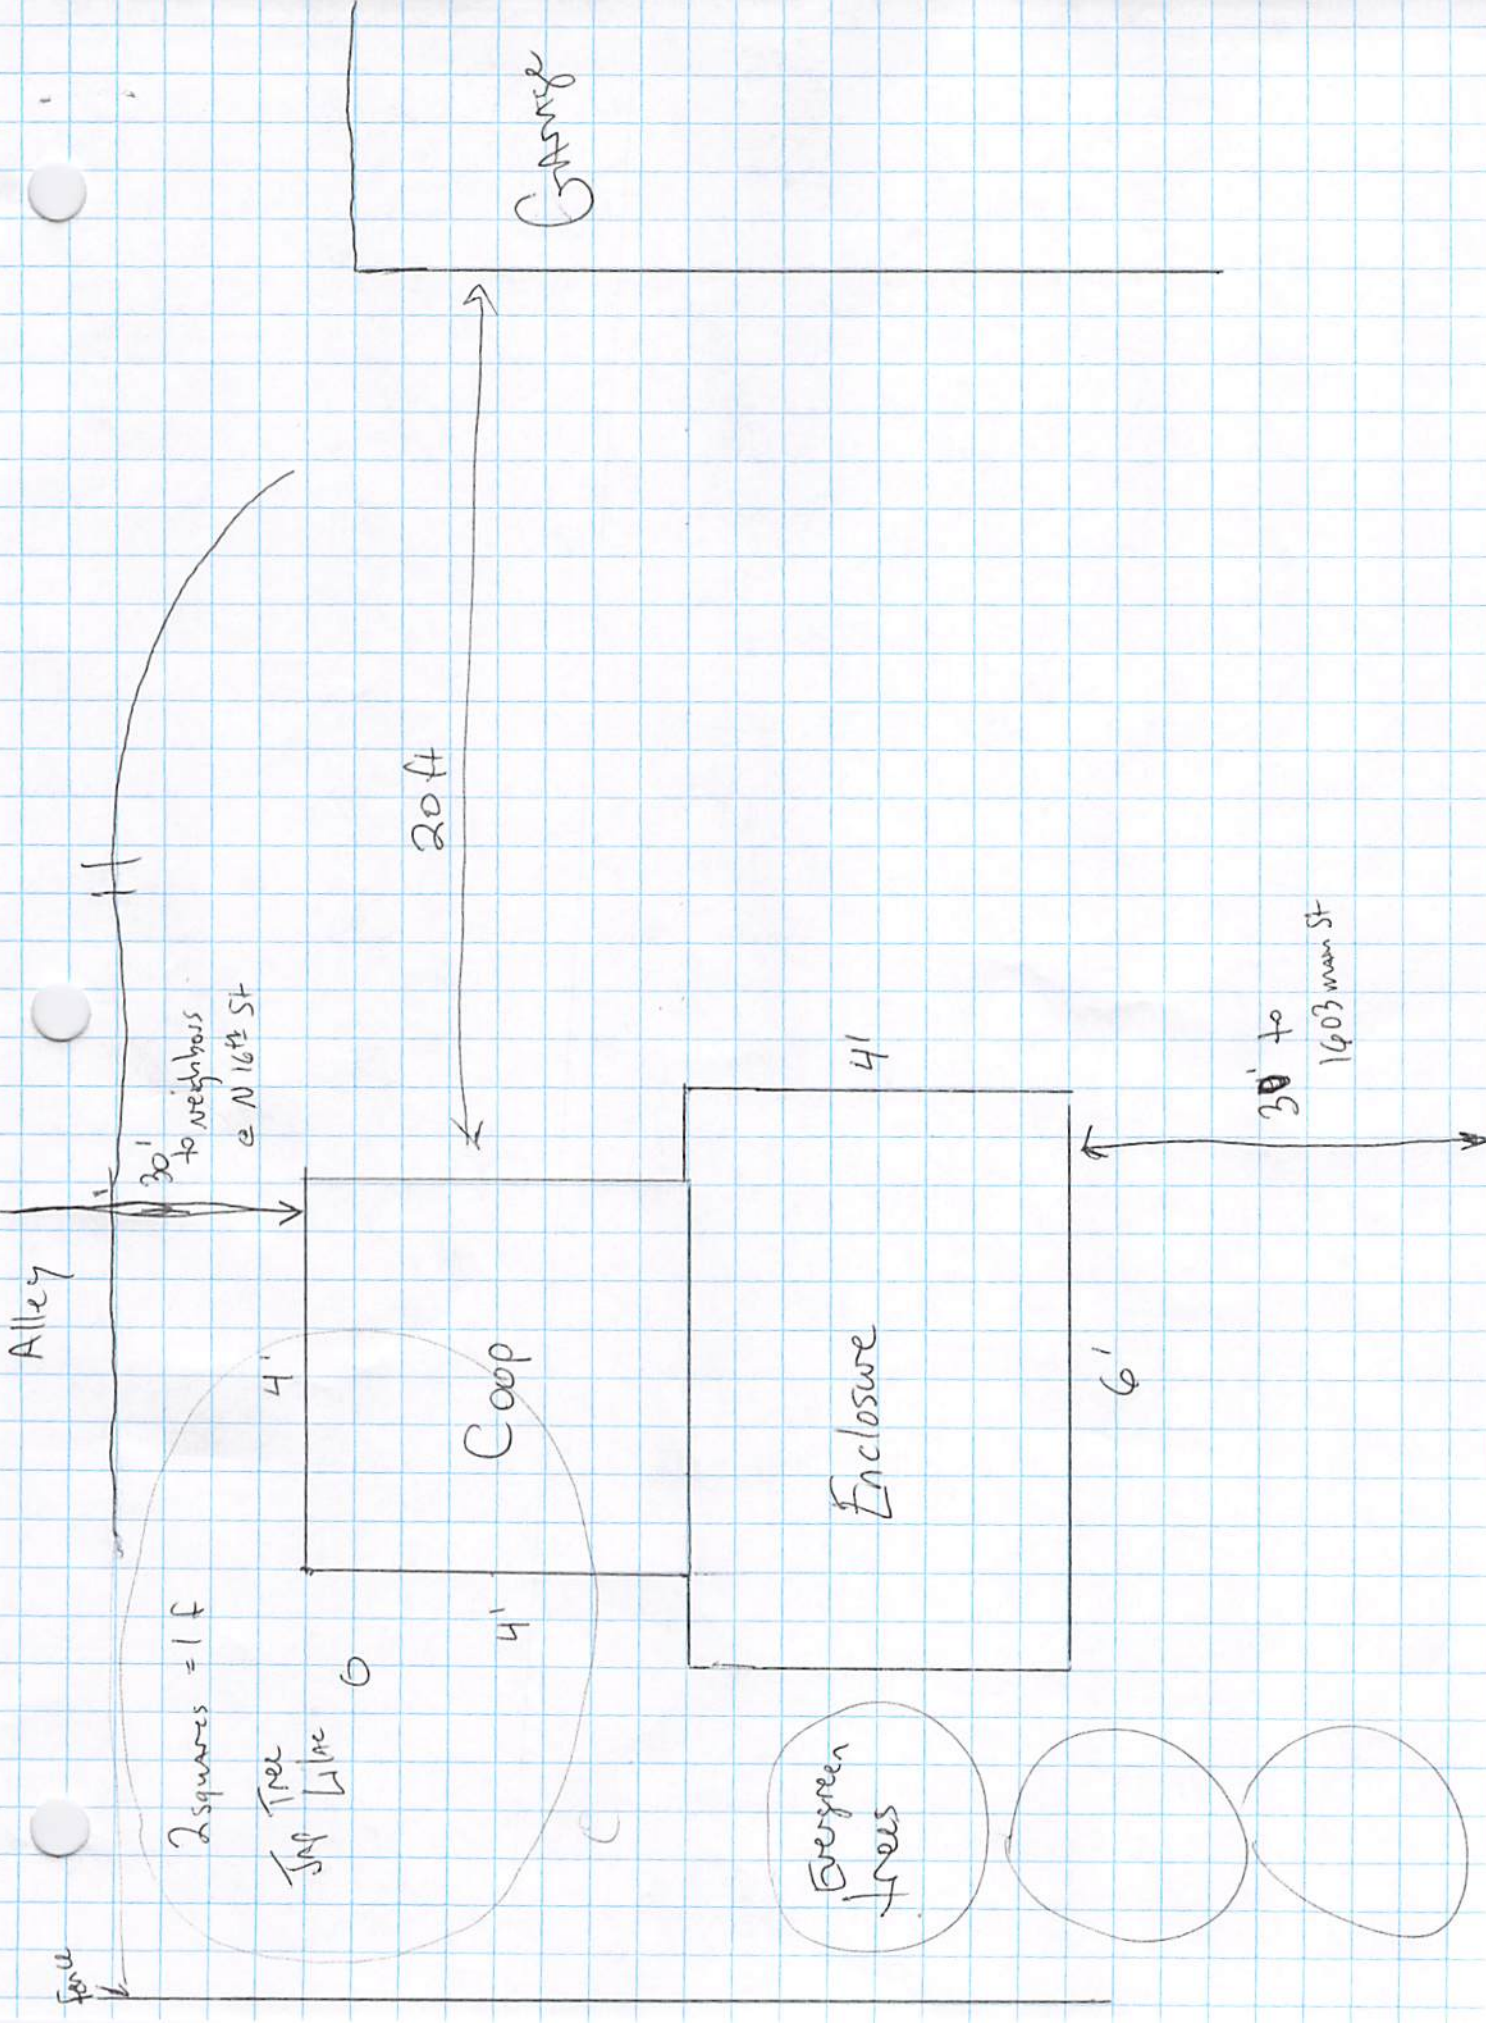 Fence
2 squares = 1 f
Jap Tree
Lilac
Alley
30'
to neighbors
@ N 16th St
4'
4'
Coop
20 ft
Garage
Evergreen
trees
Enclosure
4'
6'
30' to
1603 main St